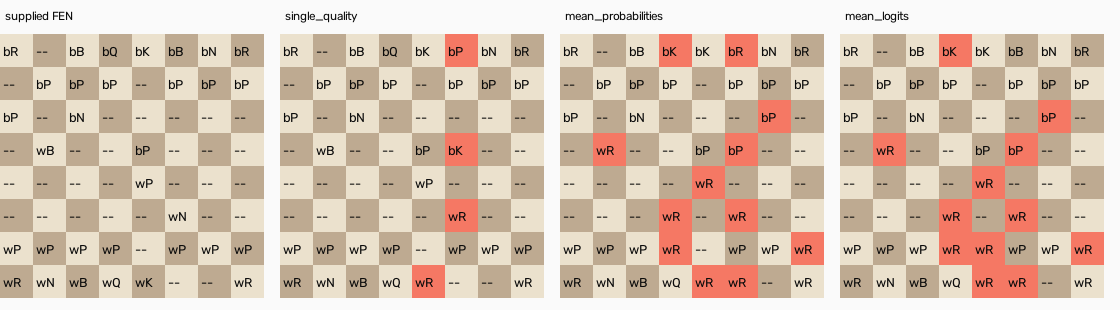 supplied FEN single_quality mean_probabilities mean_logits
bR -- bB bQ bK bB bN bR bR -- bB bQ bK bP bN bR bR -- bB bK bK bR bN bR bR -- bB bK bK bB bN bR
-- bP bP bP -- bP bP bP -- bP bP bP -- bP bP bP -- bP bP bP -- bP bP bP -- bP bP bP -- bP bP bP
bP -- bN -- -- -- -- -- bP -- bN -- -- -- -- -- bP -- bN -- -- -- bP -- bP -- bN -- -- -- bP --
-- wB -- -- bP -- -- -- -- wB -- -- bP bK -- -- -- wR -- -- bP bP -- -- -- wR -- -- bP bP -- --
-- -- -- -- wP -- -- -- -- -- -- -- wP -- -- -- -- -- -- -- wR -- -- -- -- -- -- -- wR -- -- --
-- -- -- -- -- wN -- -- -- -- -- -- -- wR -- -- -- -- -- wR -- wR -- -- -- -- -- wR -- wR -- --
wP wP wP wP -- wP wP wP wP wP wP wP -- wP wP wP wP wP wP wR -- wP wP wR wP wP wP wR wR wP wP wR
wR wN wB wQ wK -- -- wR wR wN wB wQ wR -- -- wR wR wN wB wQ wR wR -- wR wR wN wB wQ wR wR -- wR